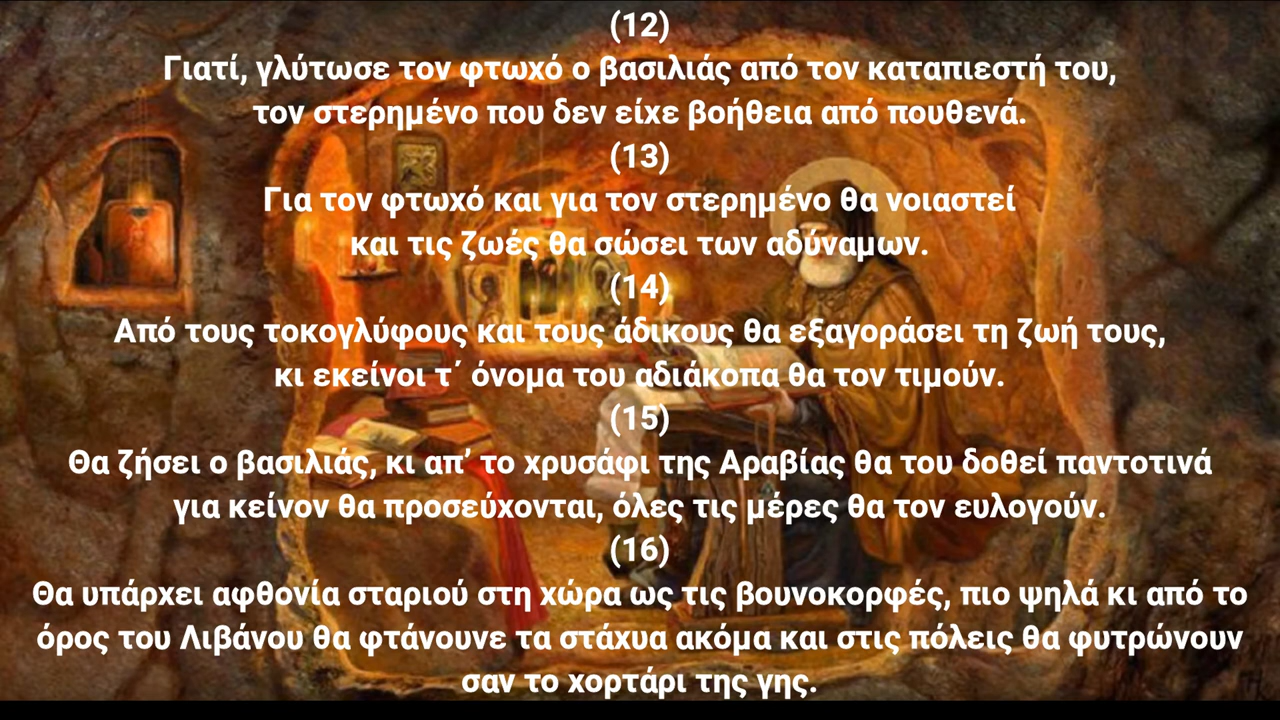 (12)
Γιατί, γλύτωσε τον φτωχό ο βασιλιάς από τον καταπιεστή του,
τον στερημένο που δεν είχε βοήθεια από πουθενά.
(13)
Για τον φτωχό και για τον στερημένο θα νοιαστεί
και τις ζωές θα σώσει των αδύναμων.
(14)
Από τους τοκογλύφους και τους άδικους θα εξαγοράσει τη ζωή τους,
κι εκείνοι τ΄ όνομα του αδιάκοπα θα τον τιμούν.
(15)
Θα ζήσει ο βασιλιάς, κι απ’ το χρυσάφι της Αραβίας θα του δοθεί παντοτινά
για κείνον θα προσεύχονται, όλες τις μέρες θα τον ευλογούν.
(16)
Θα υπάρχει αφθονία σταριού στη χώρα ως τις βουνοκορφές, πιο ψηλά κι από το
όρος του Λιβάνου θα φτάνουνε τα στάχυα ακόμα και στις πόλεις θα φυτρώνουν
σαν το χορτάρι της γης.